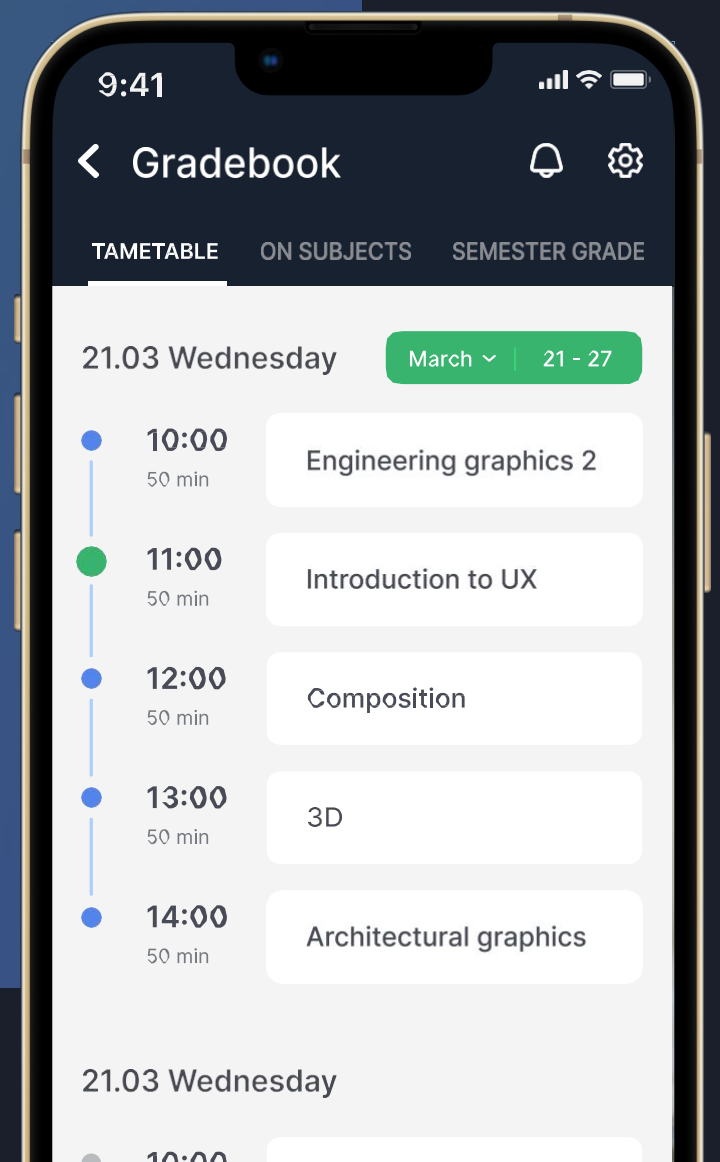 9:41
Gradebook
TAMETABLE ON SUBJECTS SEMESTER GRADE
21.03 Wednesday March 21 - 27
10:00 Engineering graphics 2
50 min
11:00 Introduction to UX
50 min
12:00 Composition
50 min
13:00 3D
50 min
14:00 Architectural graphics
50 min
21.03 Wednesday
10:00